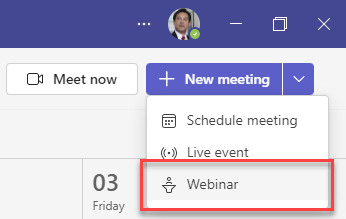 Meet now
New meeting
Schedule meeting
Live event
Webinar
03
Friday